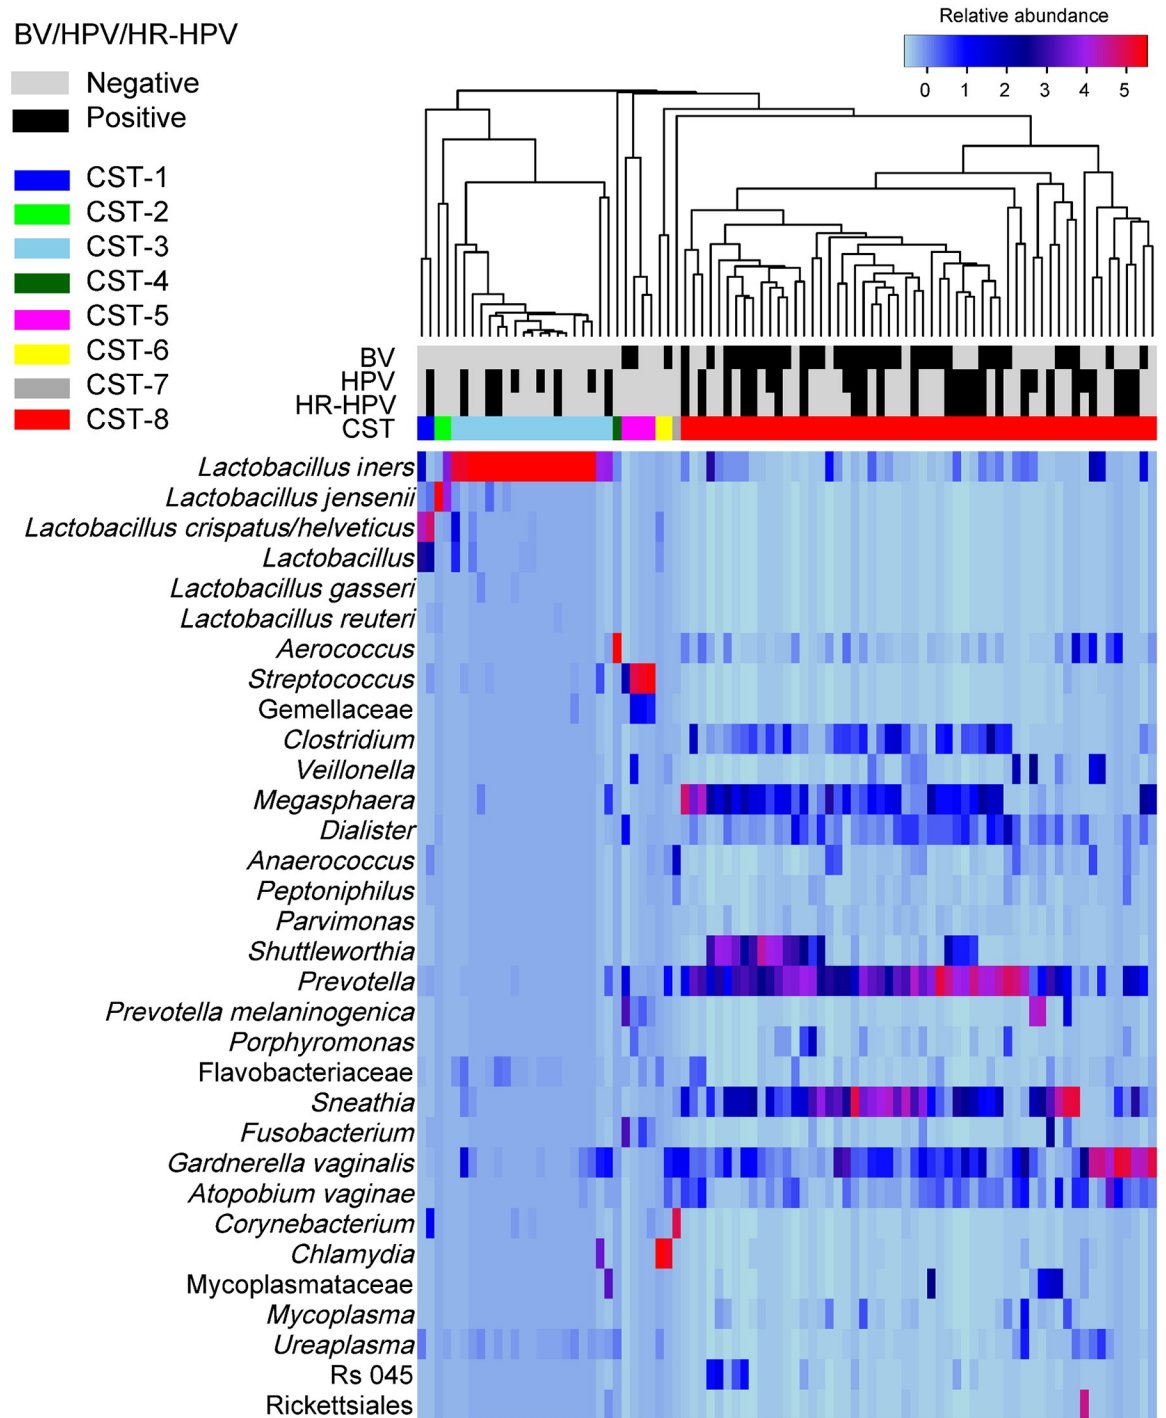 Relative abundance
0 1 2 3 4 5
BV/HPV/HR-HPV
Negative
Positive
CST-1
CST-2
CST-3
CST-4
CST-5
CST-6
CST-7
CST-8
BV
HPV
HR-HPV
CST
Lactobacillus iners
Lactobacillus jensenii
Lactobacillus crispatus/helveticus
Lactobacillus
Lactobacillus gasseri
Lactobacillus reuteri
Aerococcus
Streptococcus
Gemellaceae
Clostridium
Veillonella
Megasphaera
Dialister
Anaerococcus
Peptoniphilus
Parvimonas
Shuttleworthia
Prevotella
Prevotella melaninogenica
Porphyromonas
Flavobacteriaceae
Sneathia
Fusobacterium
Gardnerella vaginalis
Atopobium vaginae
Corynebacterium
Chlamydia
Mycoplasmataceae
Mycoplasma
Ureaplasma
Rs 045
Rickettsiales